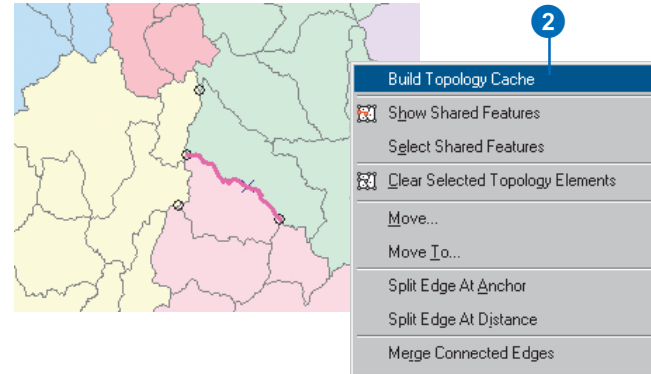 2
Build Topology Cache
Show Shared Features
Select Shared Features
Clear Selected Topology Elements
Move...
Move To...
Split Edge At Anchor
Split Edge At Distance
Merge Connected Edges